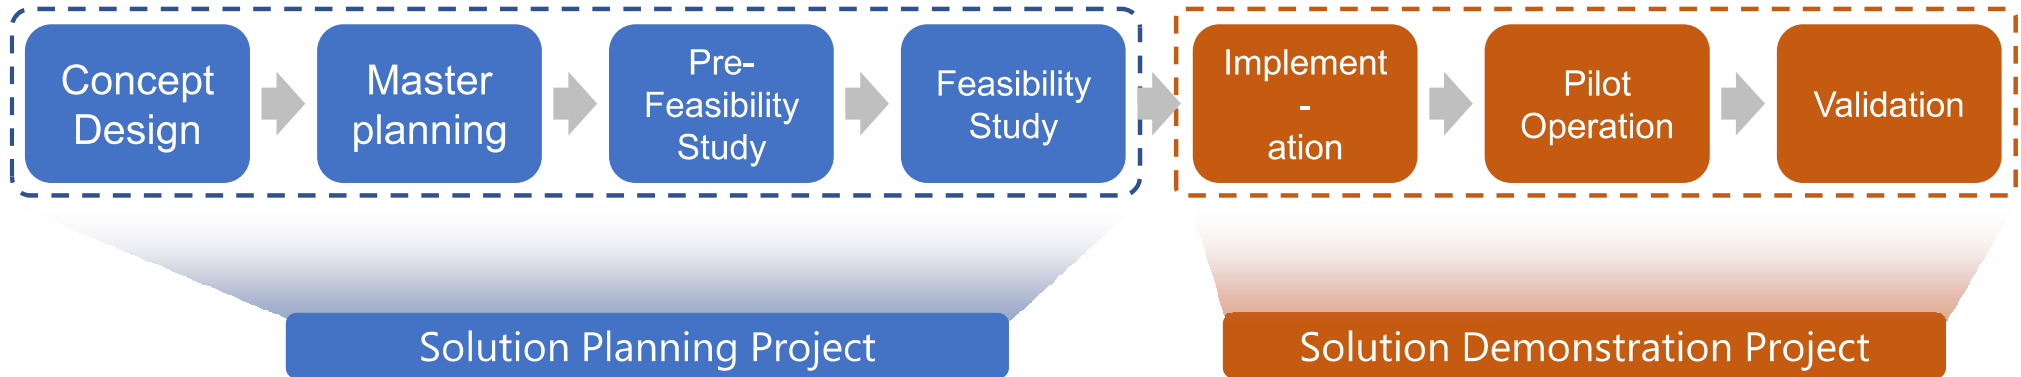 Concept
Design
Master
planning
Pre-
Feasibility
Study
Feasibility
Study
Implement
-
ation
Pilot
Operation
Validation
Solution Planning Project
Solution Demonstration Project